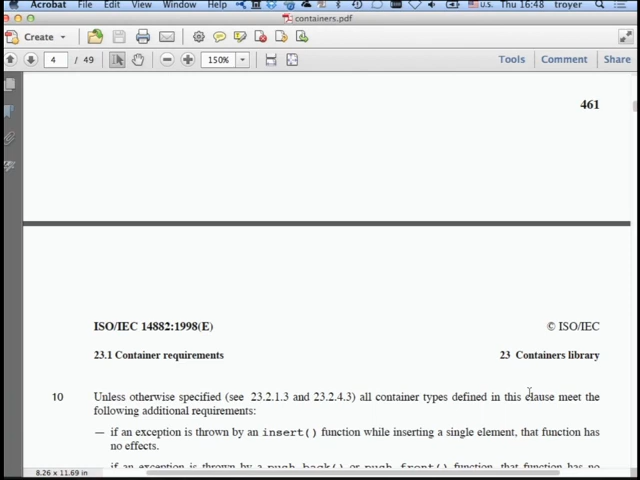 Acrobat File Edit View Window Help U.S. Thu 16:48 troyer
containers.pdf
Create
4 / 49 150% Tools Comment Share
461
ISO/IEC 14882:1998(E) © ISO/IEC
23.1 Container requirements 23 Containers library
10 Unless otherwise specified (see 23.2.1.3 and 23.2.4.3) all container types defined in this clause meet the
following additional requirements:
— if an exception is thrown by an insert() function while inserting a single element, that function has
no effects.
— if an exception is thrown by a push_back() or push_front() function, that function has no
8.26 x 11.69 in